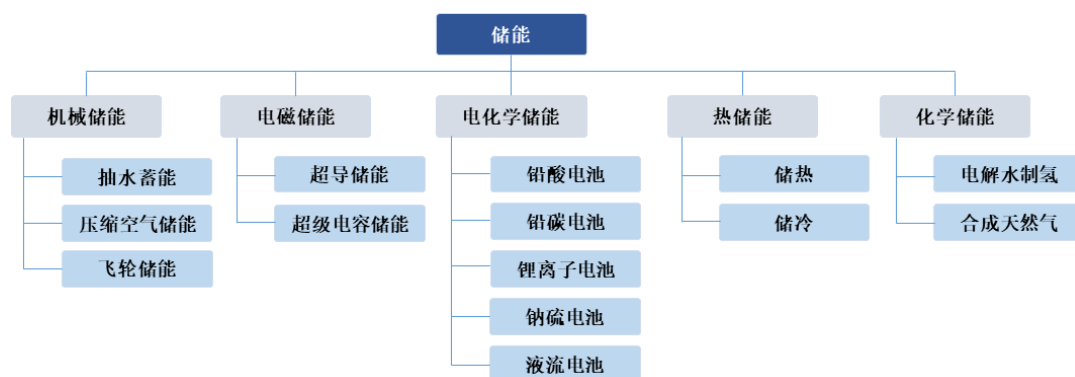 储能
机械储能
电磁储能
电化学储能
热储能
化学储能
抽水蓄能
压缩空气储能
飞轮储能
超导储能
超级电容储能
铅酸电池
铅碳电池
锂离子电池
钠硫电池
液流电池
储热
储冷
电解水制氢
合成天然气